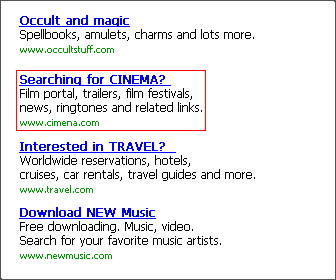 Occult and magic
Spellbooks, amulets, charms and lots more.
www.occultstuff.com
Searching for CINEMA?
Film portal, trailers, film festivals,
news, ringtones and related links.
www.cimena.com
Interested in TRAVEL?
Worldwide reservations, hotels,
cruises, car rentals, travel guides and more.
www.travel.com
Download NEW Music
Free downloading. Music, video.
Search for your favorite music artists.
www.newmusic.com